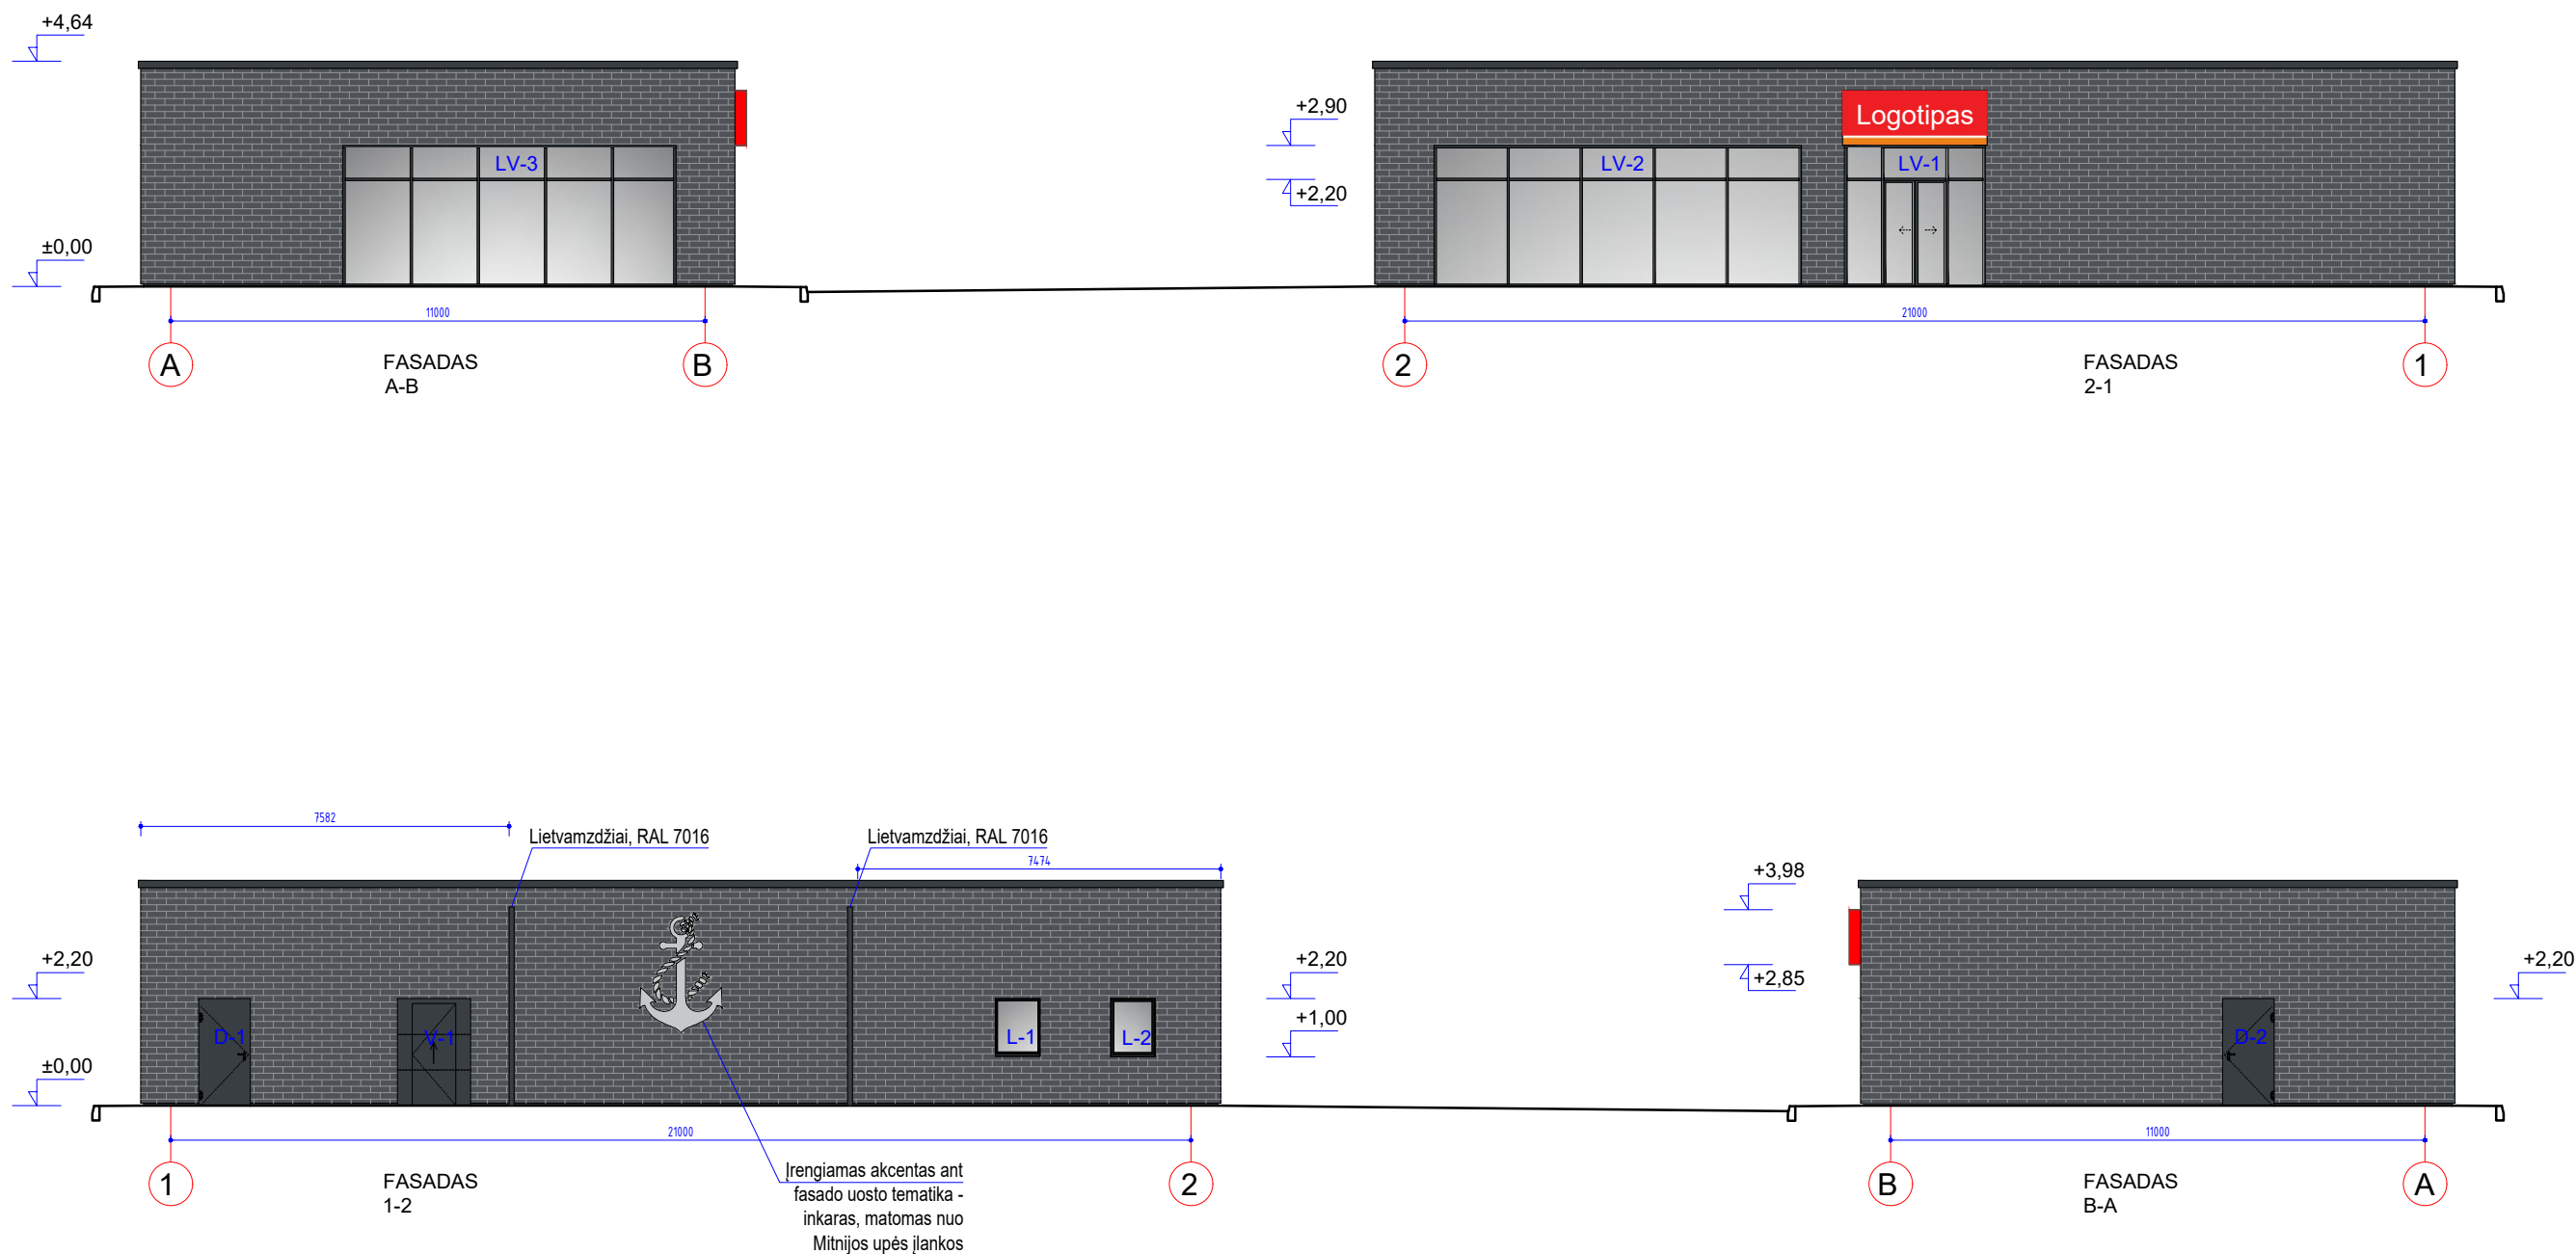 +4,64
+2,90
Logotipas
LV-3
LV-2
LV-1
+2,20
±0,00
11000
21000
A
B
2
1
FASADAS
A-B
FASADAS
2-1
7582
Lietvamzdžiai, RAL 7016
Lietvamzdžiai, RAL 7016
7474
+3,98
+2,20
+2,20
+2,85
+2,20
D-1
V-1
L-1
L-2
+1,00
D-2
±0,00
21000
11000
1
2
B
A
FASADAS
1-2
Įrengiamas akcentas ant
fasado uosto tematika -
inkaras, matomas nuo
Mitnijos upės įlankos
FASADAS
B-A